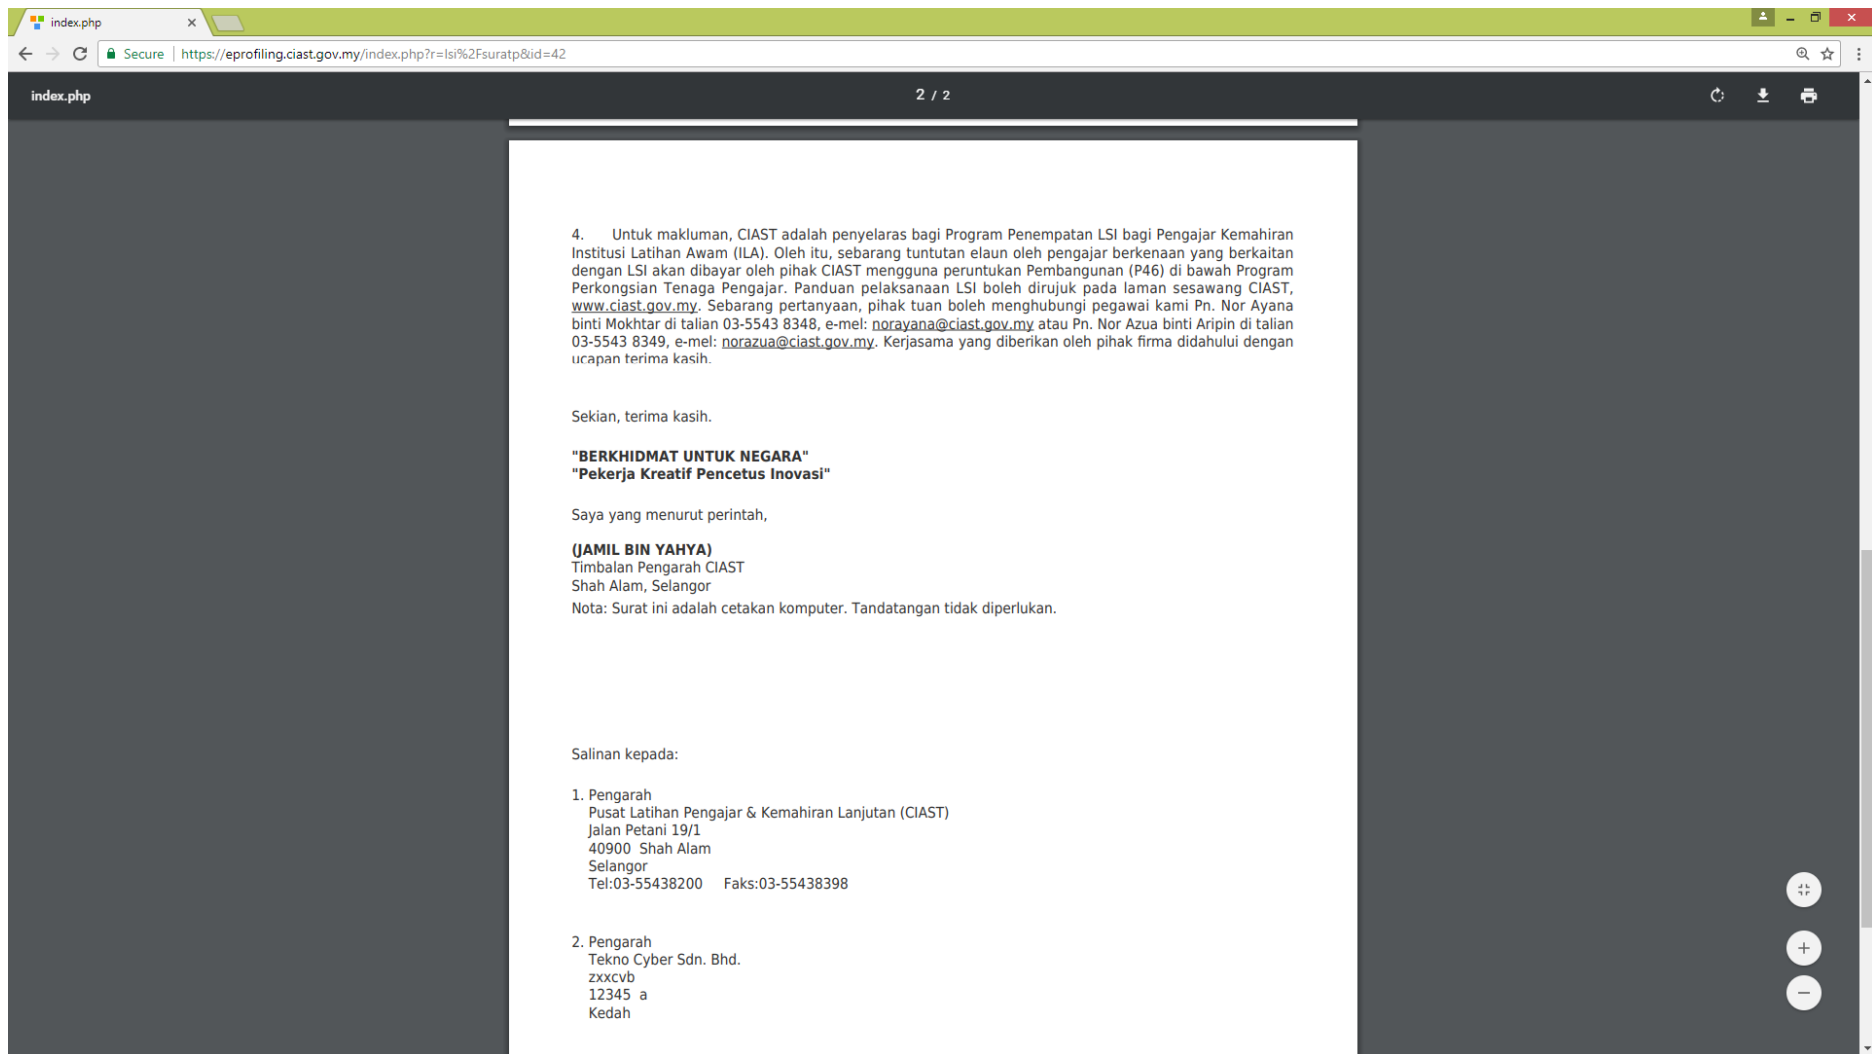 index.php
Secure
https://eprofiling.ciast.gov.my/index.php?r=lsi%2Fsuratp&id=42
index.php
2 / 2
4. Untuk makluman, CIAST adalah penyelaras bagi Program Penempatan LSI bagi Pengajar Kemahiran
Institusi Latihan Awam (ILA). Oleh itu, sebarang tuntutan elaun oleh pengajar berkenaan yang berkaitan
dengan LSI akan dibayar oleh pihak CIAST mengguna peruntukan Pembangunan (P46) di bawah Program
Perkongsian Tenaga Pengajar. Panduan pelaksanaan LSI boleh dirujuk pada laman sesawang CIAST,
www.ciast.gov.my. Sebarang pertanyaan, pihak tuan boleh menghubungi pegawai kami Pn. Nor Ayana
binti Mokhtar di talian 03-5543 8348, e-mel: norayana@ciast.gov.my atau Pn. Nor Azua binti Aripin di talian
03-5543 8349, e-mel: norazua@ciast.gov.my. Kerjasama yang diberikan oleh pihak firma didahului dengan
ucapan terima kasih.
Sekian, terima kasih.
"BERKHIDMAT UNTUK NEGARA"
"Pekerja Kreatif Pencetus Inovasi"
Saya yang menurut perintah,
(JAMIL BIN YAHYA)
Timbalan Pengarah CIAST
Shah Alam, Selangor
Nota: Surat ini adalah cetakan komputer. Tandatangan tidak diperlukan.
Salinan kepada:
1. Pengarah
Pusat Latihan Pengajar & Kemahiran Lanjutan (CIAST)
Jalan Petani 19/1
40900 Shah Alam
Selangor
Tel:03-55438200 Faks:03-55438398
2. Pengarah
Tekno Cyber Sdn. Bhd.
zxxcvb
12345 a
Kedah